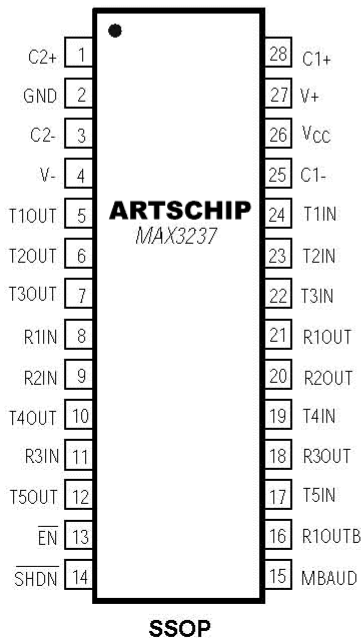 C2+ 1 28 C1+
GND 2 27 V+
C2- 3 26 VCC
V- 4 25 C1-
ARTSCHIP
T1OUT 5 24 T1IN
MAX3237
T2OUT 6 23 T2IN
T3OUT 7 22 T3IN
R1IN 8 21 R1OUT
R2IN 9 20 R2OUT
T4OUT 10 19 T4IN
R3IN 11 18 R3OUT
T5OUT 12 17 T5IN
E̅N̅ 13 16 R1OUTB
S̅H̅D̅N̅ 14 15 MBAUD
SSOP